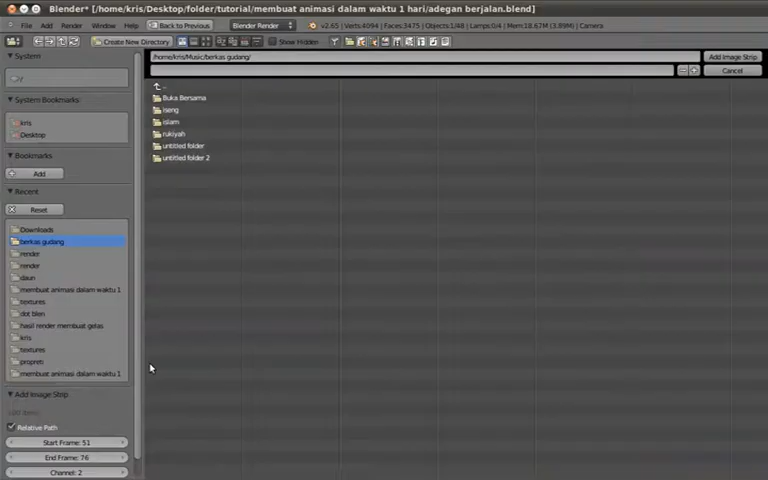 Blender* [/home/kris/Desktop/folder/tutorial/membuat animasi dalam waktu 1 hari/adegan berjalan.blend]
File Add Render Window Help Back to Previous Blender Render v2.65 | Verts:4094 | Faces:3475 | Objects:1/48 | Lamps:0/4 | Mem:18.67M (3.89M) | Camera
Create New Directory Show Hidden
System
/home/kris/Music/berkas gudang/ Add Image Strip
/
Cancel
System Bookmarks
kris
Desktop
Bookmarks
Add
Recent
Reset
Downloads
berkas gudang
render
render
daun
membuat animasi dalam waktu 1
textures
dot blen
hasil render membuat gelas
kris
textures
propreti
membuat animasi dalam waktu 1
Add Image Strip
Relative Path
Start Frame: 51
End Frame: 76
Channel: 2
..
Buka Bersama
iseng
islam
rukiyah
untitled folder
untitled folder 2